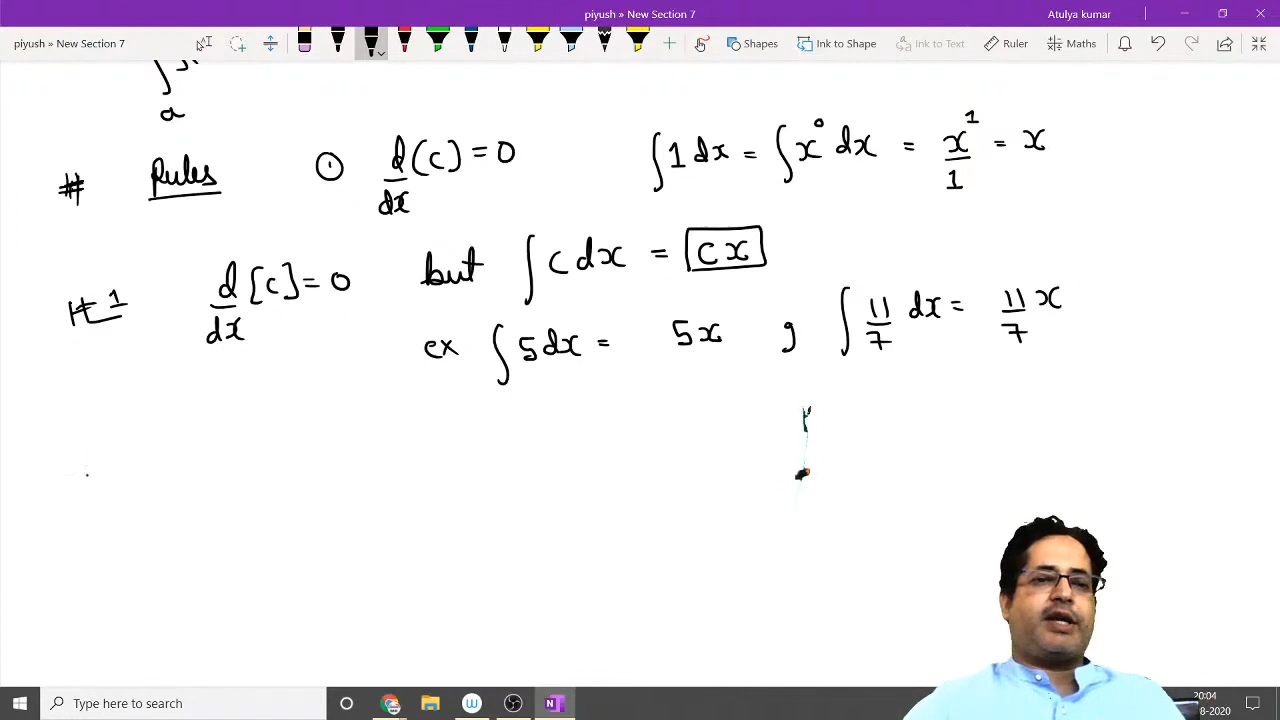 piyush » New Section 7
Atulya kumar
piyush » New Section 7
Shapes Ink to Shape Ink to Text Ruler Maths
∫
a
# Rules ① d/dx (c) = 0 ∫ 1 dx = ∫ x⁰ dx = x¹/1 = x
d/dx [c] = 0 but ∫ c dx = cx
ex ∫ 5 dx = 5x , ∫ 11/7 dx = 11/7 x
Type here to search
20:04
8-2020